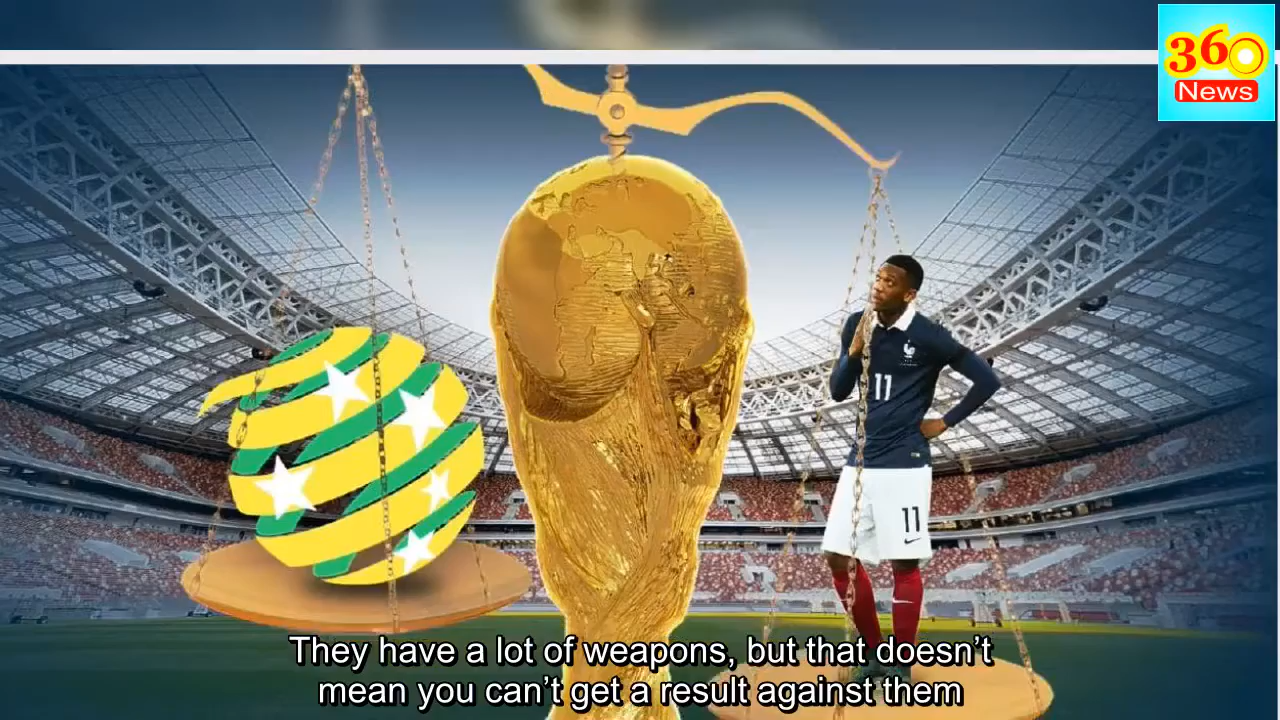 360
News
11
11
They have a lot of weapons, but that doesn't
mean you can't get a result against them